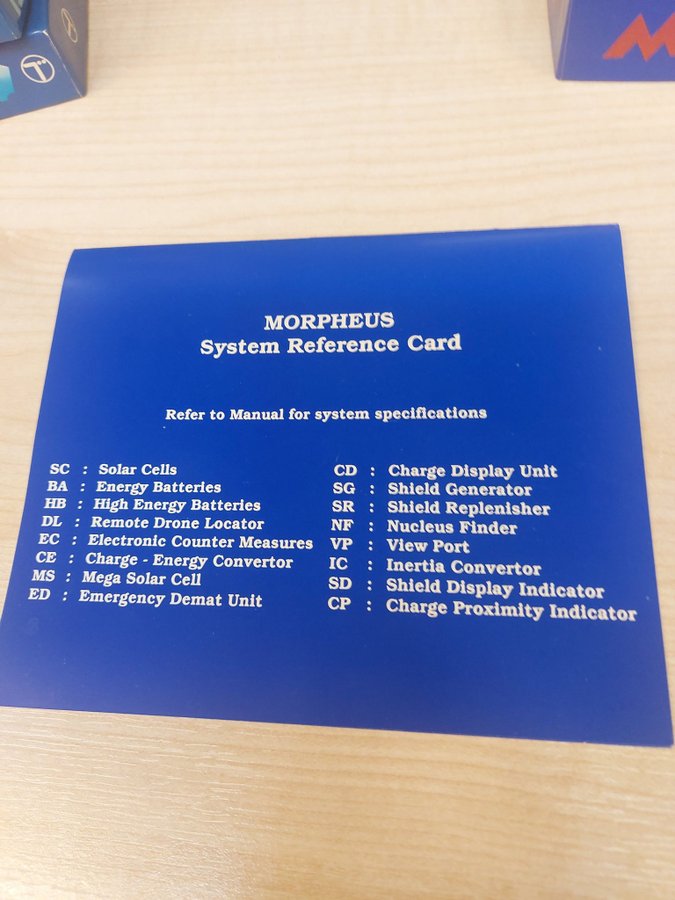 MORPHEUS
System Reference Card
Refer to Manual for system specifications
SC : Solar Cells
BA : Energy Batteries
HB : High Energy Batteries
DL : Remote Drone Locator
EC : Electronic Counter Measures
CE : Charge - Energy Convertor
MS : Mega Solar Cell
ED : Emergency Demat Unit
CD : Charge Display Unit
SG : Shield Generator
SR : Shield Replenisher
NF : Nucleus Finder
VP : View Port
IC : Inertia Convertor
SD : Shield Display Indicator
CP : Charge Proximity Indicator